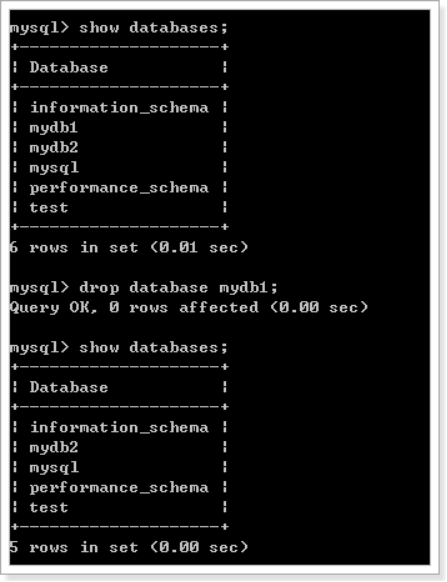 mysql> show databases;
+--------------------+
| Database           |
+--------------------+
| information_schema |
| mydb1              |
| mydb2              |
| mysql              |
| performance_schema |
| test               |
+--------------------+
6 rows in set (0.01 sec)
mysql> drop database mydb1;
Query OK, 0 rows affected (0.00 sec)
mysql> show databases;
+--------------------+
| Database           |
+--------------------+
| information_schema |
| mydb2              |
| mysql              |
| performance_schema |
| test               |
+--------------------+
5 rows in set (0.00 sec)